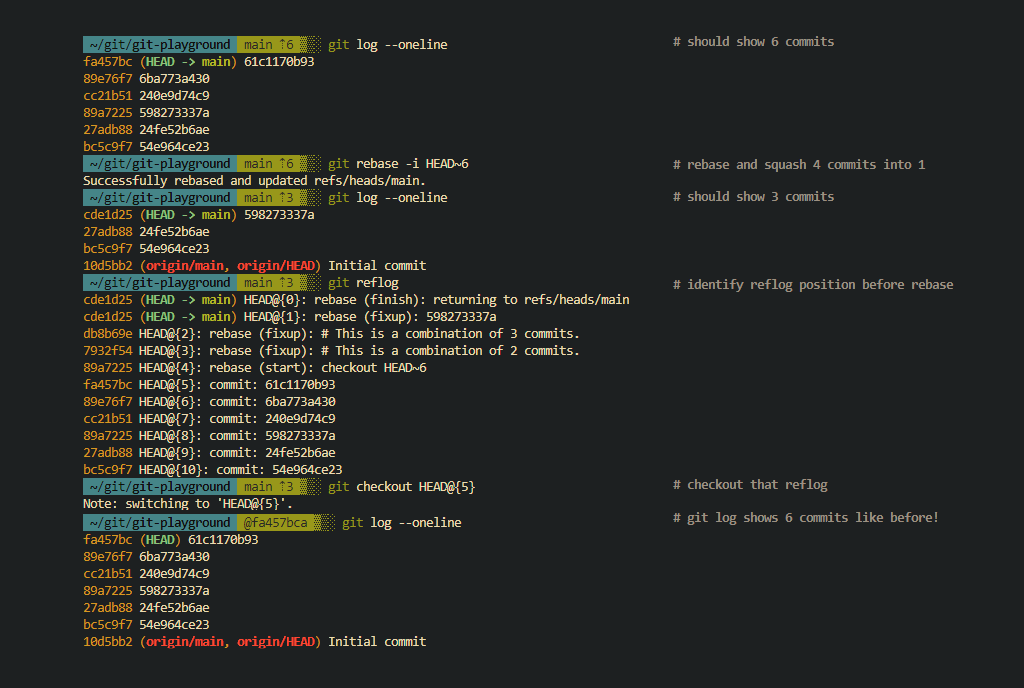 ~/git/git-playground main ↑6 git log --oneline # should show 6 commits
fa457bc (HEAD -> main) 61c1170b93
89e76f7 6ba773a430
cc21b51 240e9d74c9
89a7225 598273337a
27adb88 24fe52b6ae
bc5c9f7 54e964ce23
~/git/git-playground main ↑6 git rebase -i HEAD~6 # rebase and squash 4 commits into 1
Successfully rebased and updated refs/heads/main.
~/git/git-playground main ↑3 git log --oneline # should show 3 commits
cde1d25 (HEAD -> main) 598273337a
27adb88 24fe52b6ae
bc5c9f7 54e964ce23
10d5bb2 (origin/main, origin/HEAD) Initial commit
~/git/git-playground main ↑3 git reflog # identify reflog position before rebase
cde1d25 (HEAD -> main) HEAD@{0}: rebase (finish): returning to refs/heads/main
cde1d25 (HEAD -> main) HEAD@{1}: rebase (fixup): 598273337a
db8b69e HEAD@{2}: rebase (fixup): # This is a combination of 3 commits.
7932f54 HEAD@{3}: rebase (fixup): # This is a combination of 2 commits.
89a7225 HEAD@{4}: rebase (start): checkout HEAD~6
fa457bc HEAD@{5}: commit: 61c1170b93
89e76f7 HEAD@{6}: commit: 6ba773a430
cc21b51 HEAD@{7}: commit: 240e9d74c9
89a7225 HEAD@{8}: commit: 598273337a
27adb88 HEAD@{9}: commit: 24fe52b6ae
bc5c9f7 HEAD@{10}: commit: 54e964ce23
~/git/git-playground main ↑3 git checkout HEAD@{5} # checkout that reflog
Note: switching to 'HEAD@{5}'.
~/git/git-playground @fa457bca git log --oneline # git log shows 6 commits like before!
fa457bc (HEAD) 61c1170b93
89e76f7 6ba773a430
cc21b51 240e9d74c9
89a7225 598273337a
27adb88 24fe52b6ae
bc5c9f7 54e964ce23
10d5bb2 (origin/main, origin/HEAD) Initial commit